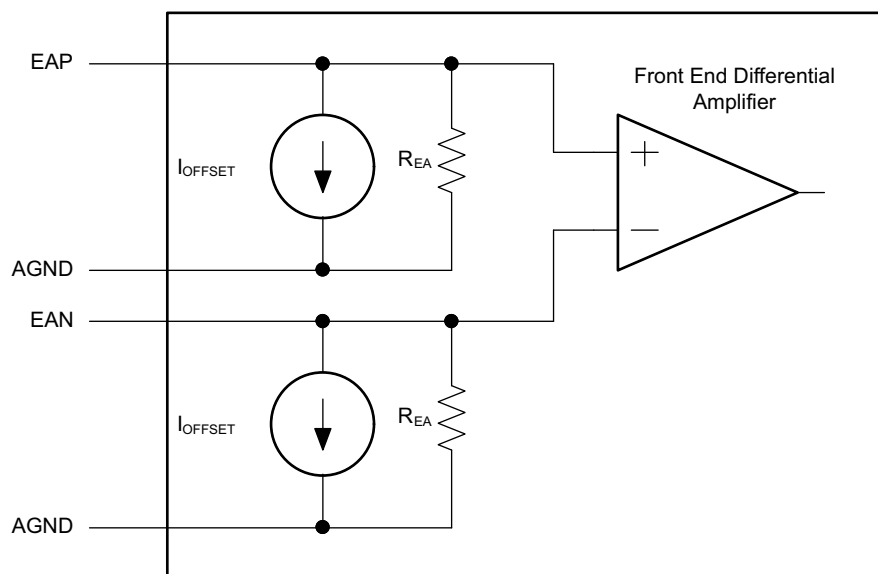 EAP
Front End Differential
Amplifier
IOFFSET
REA
AGND
EAN
IOFFSET
REA
AGND